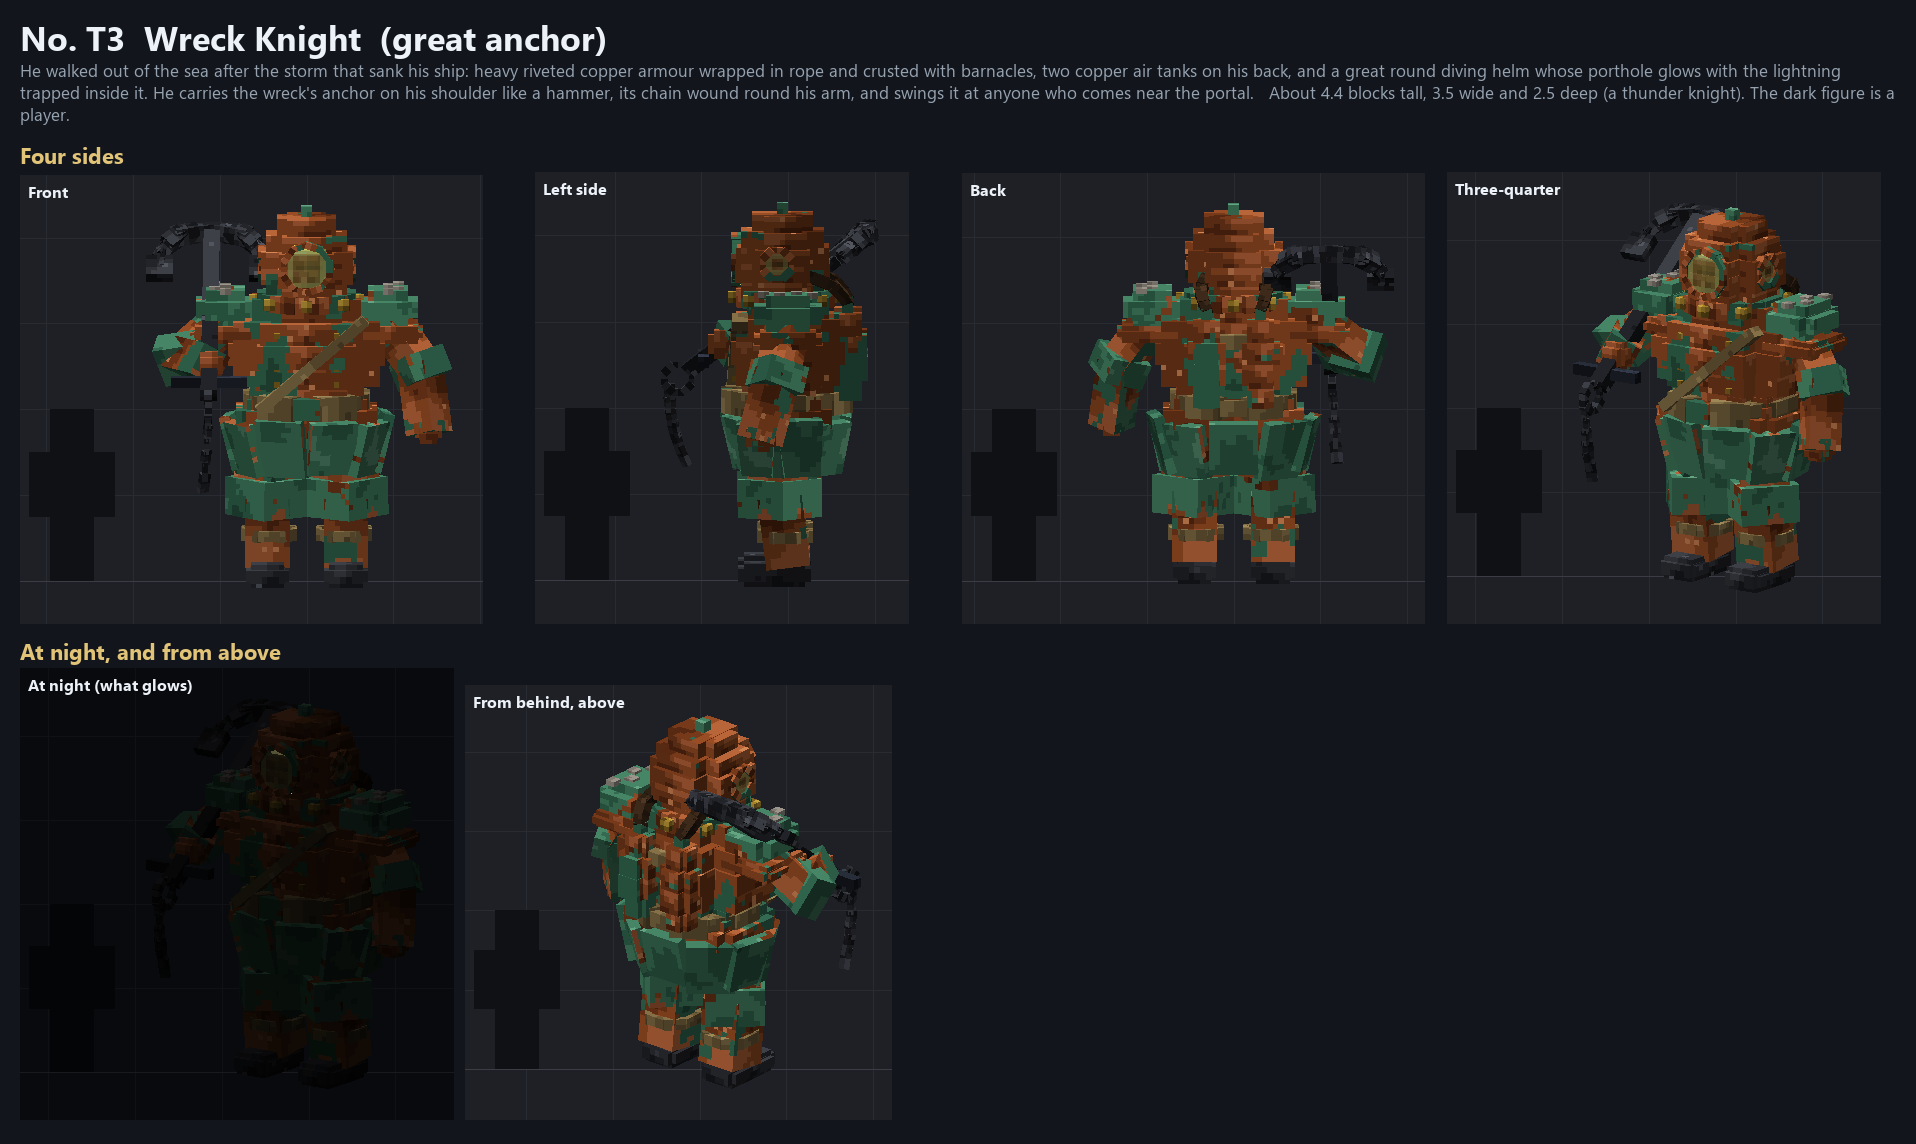 No. T3  Wreck Knight  (great anchor)
He walked out of the sea after the storm that sank his ship: heavy riveted copper armour wrapped in rope and crusted with barnacles, two copper air tanks on his back, and a great round diving helm whose porthole glows with the lightning
trapped inside it. He carries the wreck's anchor on his shoulder like a hammer, its chain wound round his arm, and swings it at anyone who comes near the portal.   About 4.4 blocks tall, 3.5 wide and 2.5 deep (a thunder knight). The dark figure is a
player.
Four sides
Front
Left side
Back
Three-quarter
At night, and from above
At night (what glows)
From behind, above